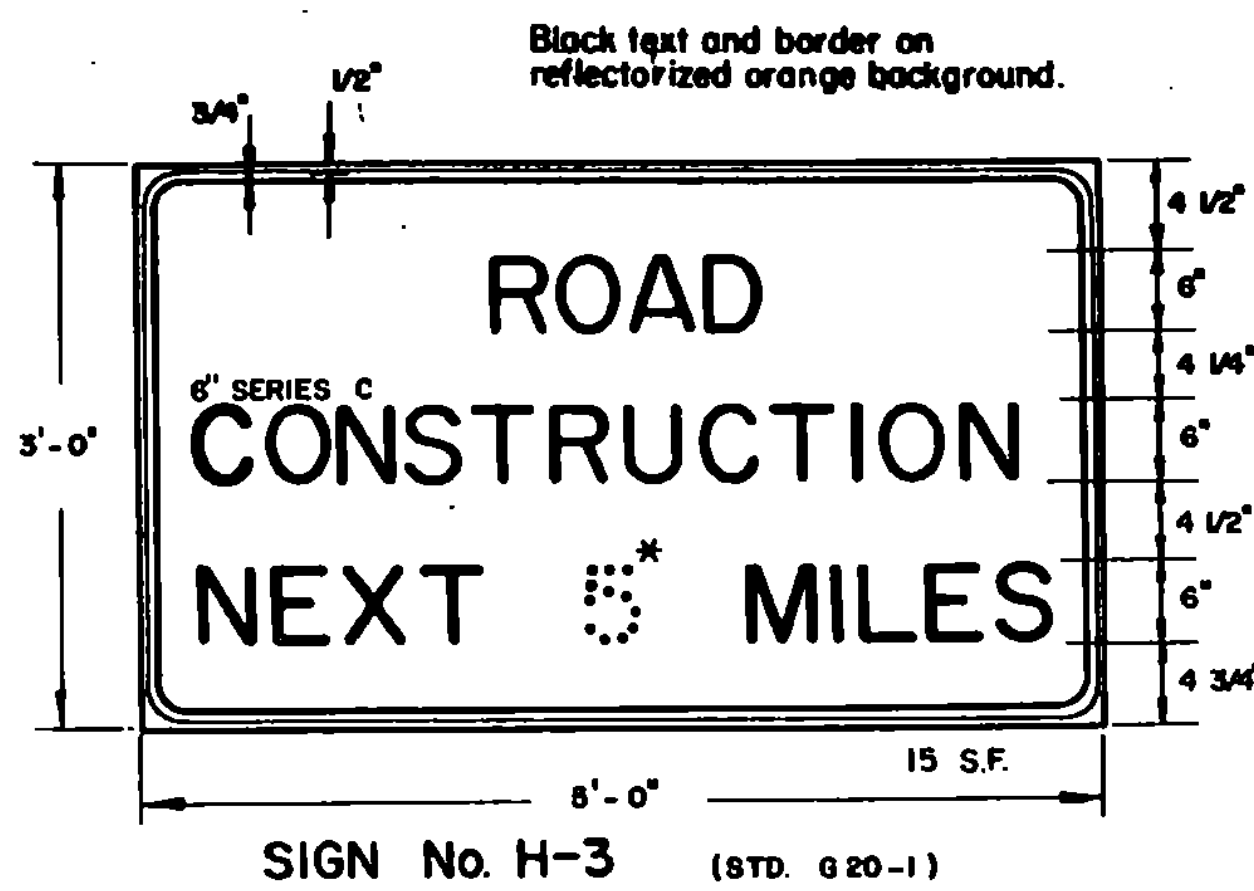 Black text and border on
reflectorized orange background.
1/2"
3/4"
4 1/2"
ROAD
6"
4 1/4"
6" SERIES C
CONSTRUCTION
3'-0"
6"
4 1/2"
NEXT 5* MILES
6"
4 3/4"
15 S.F.
5'-0"
SIGN No. H-3 (STD. G20-1)